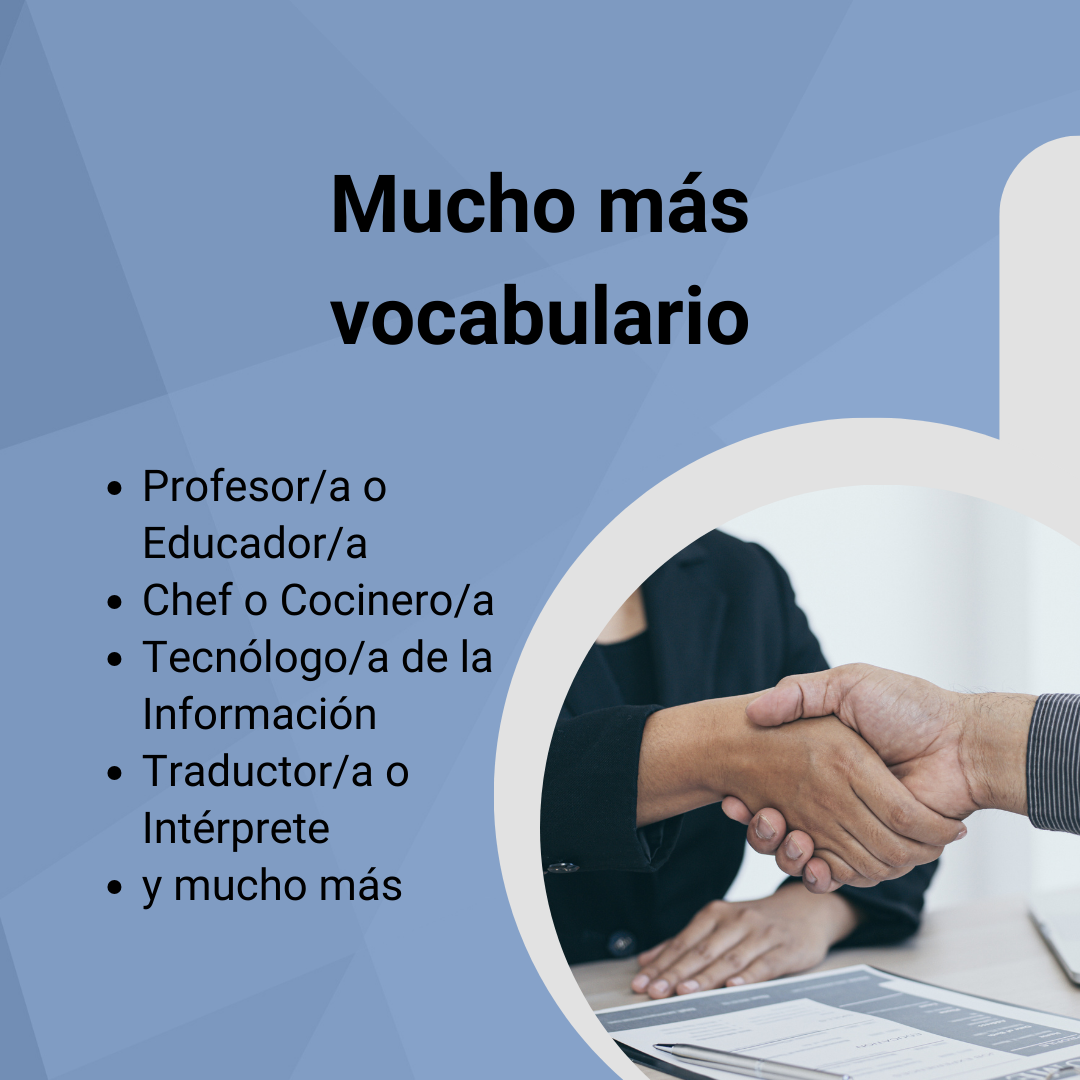 Mucho más
vocabulario
• Profesor/a o
Educador/a
• Chef o Cocinero/a
• Tecnólogo/a de la
Información
• Traductor/a o
Intérprete
• y mucho más